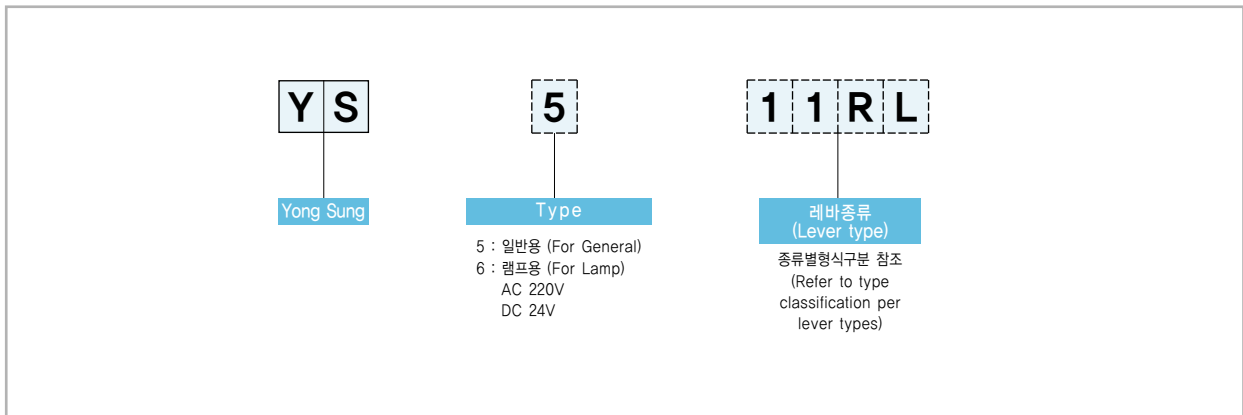 YS 5 11RL
Yong Sung
Type
5 : 일반용 (For General)
6 : 램프용 (For Lamp)
AC 220V
DC 24V
레바종류
(Lever type)
종류별형식구분 참조
(Refer to type
classification per
lever types)